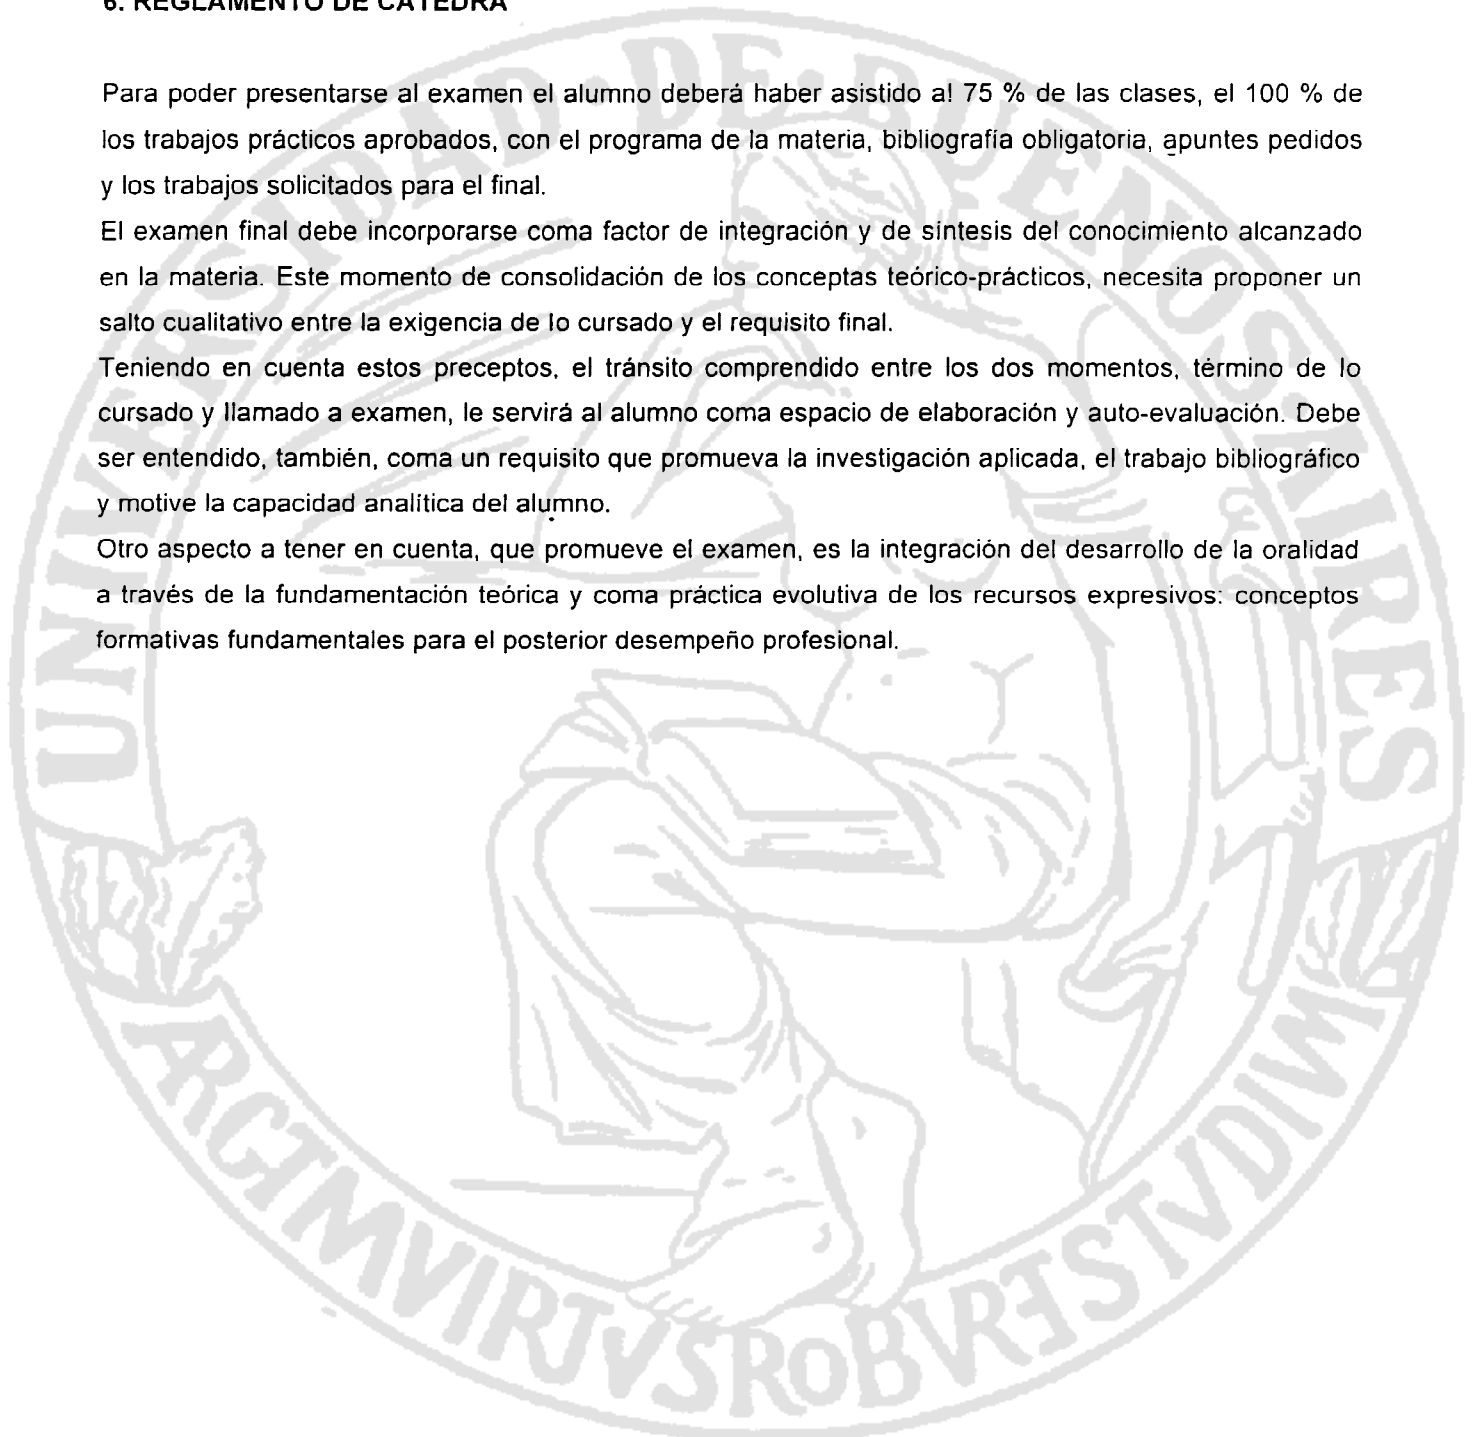 6. REGLAMENTO DE CATEDRA
Para poder presentarse al examen el alumno deberá haber asistido a! 75 % de las clases, el 100 % de
los trabajos prácticos aprobados, con el programa de la materia, bibliografía obligatoria, apuntes pedidos
y los trabajos solicitados para el final.
El examen final debe incorporarse coma factor de integración y de síntesis del conocimiento alcanzado
en la materia. Este momento de consolidación de los conceptas teórico-prácticos, necesita proponer un
salto cualitativo entre la exigencia de lo cursado y el requisito final.
Teniendo en cuenta estos preceptos, el tránsito comprendido entre los dos momentos, término de lo
cursado y llamado a examen, le servirá al alumno coma espacio de elaboración y auto-evaluación. Debe
ser entendido, también, coma un requisito que promueva la investigación aplicada, el trabajo bibliográfico
y motive la capacidad analítica del alumno.
Otro aspecto a tener en cuenta, que promueve el examen, es la integración del desarrollo de la oralidad
a través de la fundamentación teórica y coma práctica evolutiva de los recursos expresivos: conceptos
formativas fundamentales para el posterior desempeño profesional.
UNIVERSIDAD·DE·BUENOS·AIRES
ARGTMVIRTVSROBVRETSTVDIVM